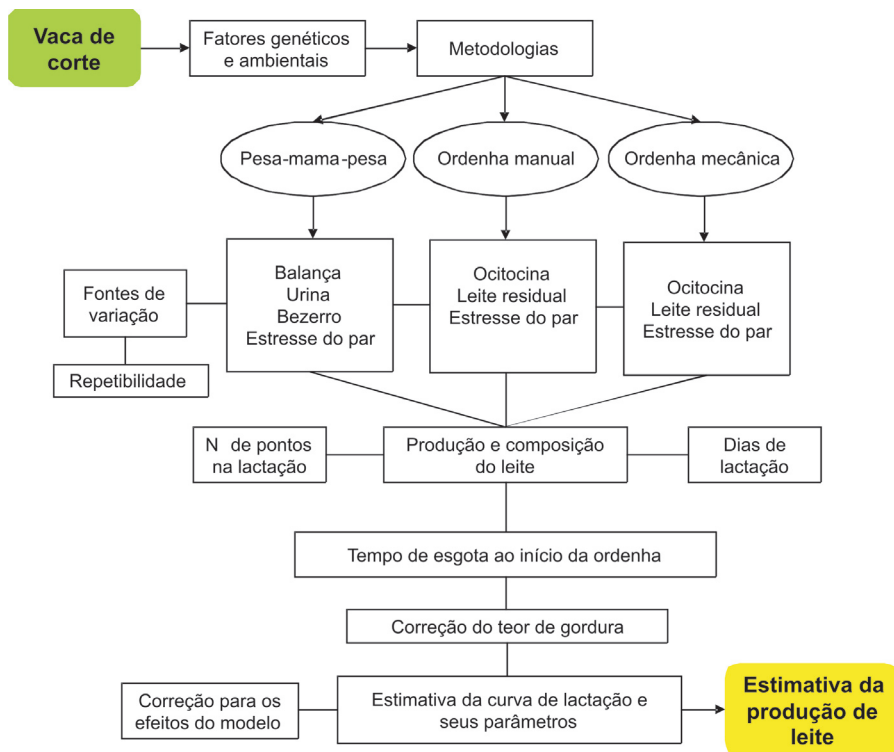 Vaca de
corte
Fatores genéticos
e ambientais
Metodologias
Pesa-mama-pesa
Ordenha manual
Ordenha mecânica
Fontes de
variação
Repetibilidade
Balança
Urina
Bezerro
Estresse do par
Ocitocina
Leite residual
Estresse do par
Ocitocina
Leite residual
Estresse do par
N de pontos
na lactação
Produção e composição
do leite
Dias de
lactação
Tempo de esgota ao início da ordenha
Correção do teor de gordura
Correção para os
efeitos do modelo
Estimativa da curva de lactação e
seus parâmetros
Estimativa da
produção de
leite